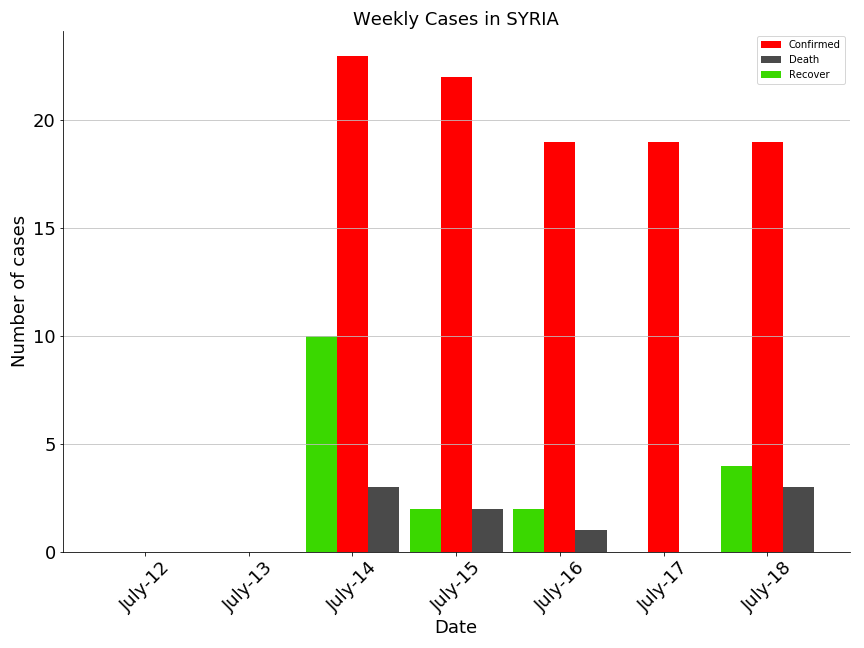 Weekly Cases in SYRIA
Confirmed
Death
Recover
Number of cases
20
15
10
5
0
July-12
July-13
July-14
July-15
July-16
July-17
July-18
Date